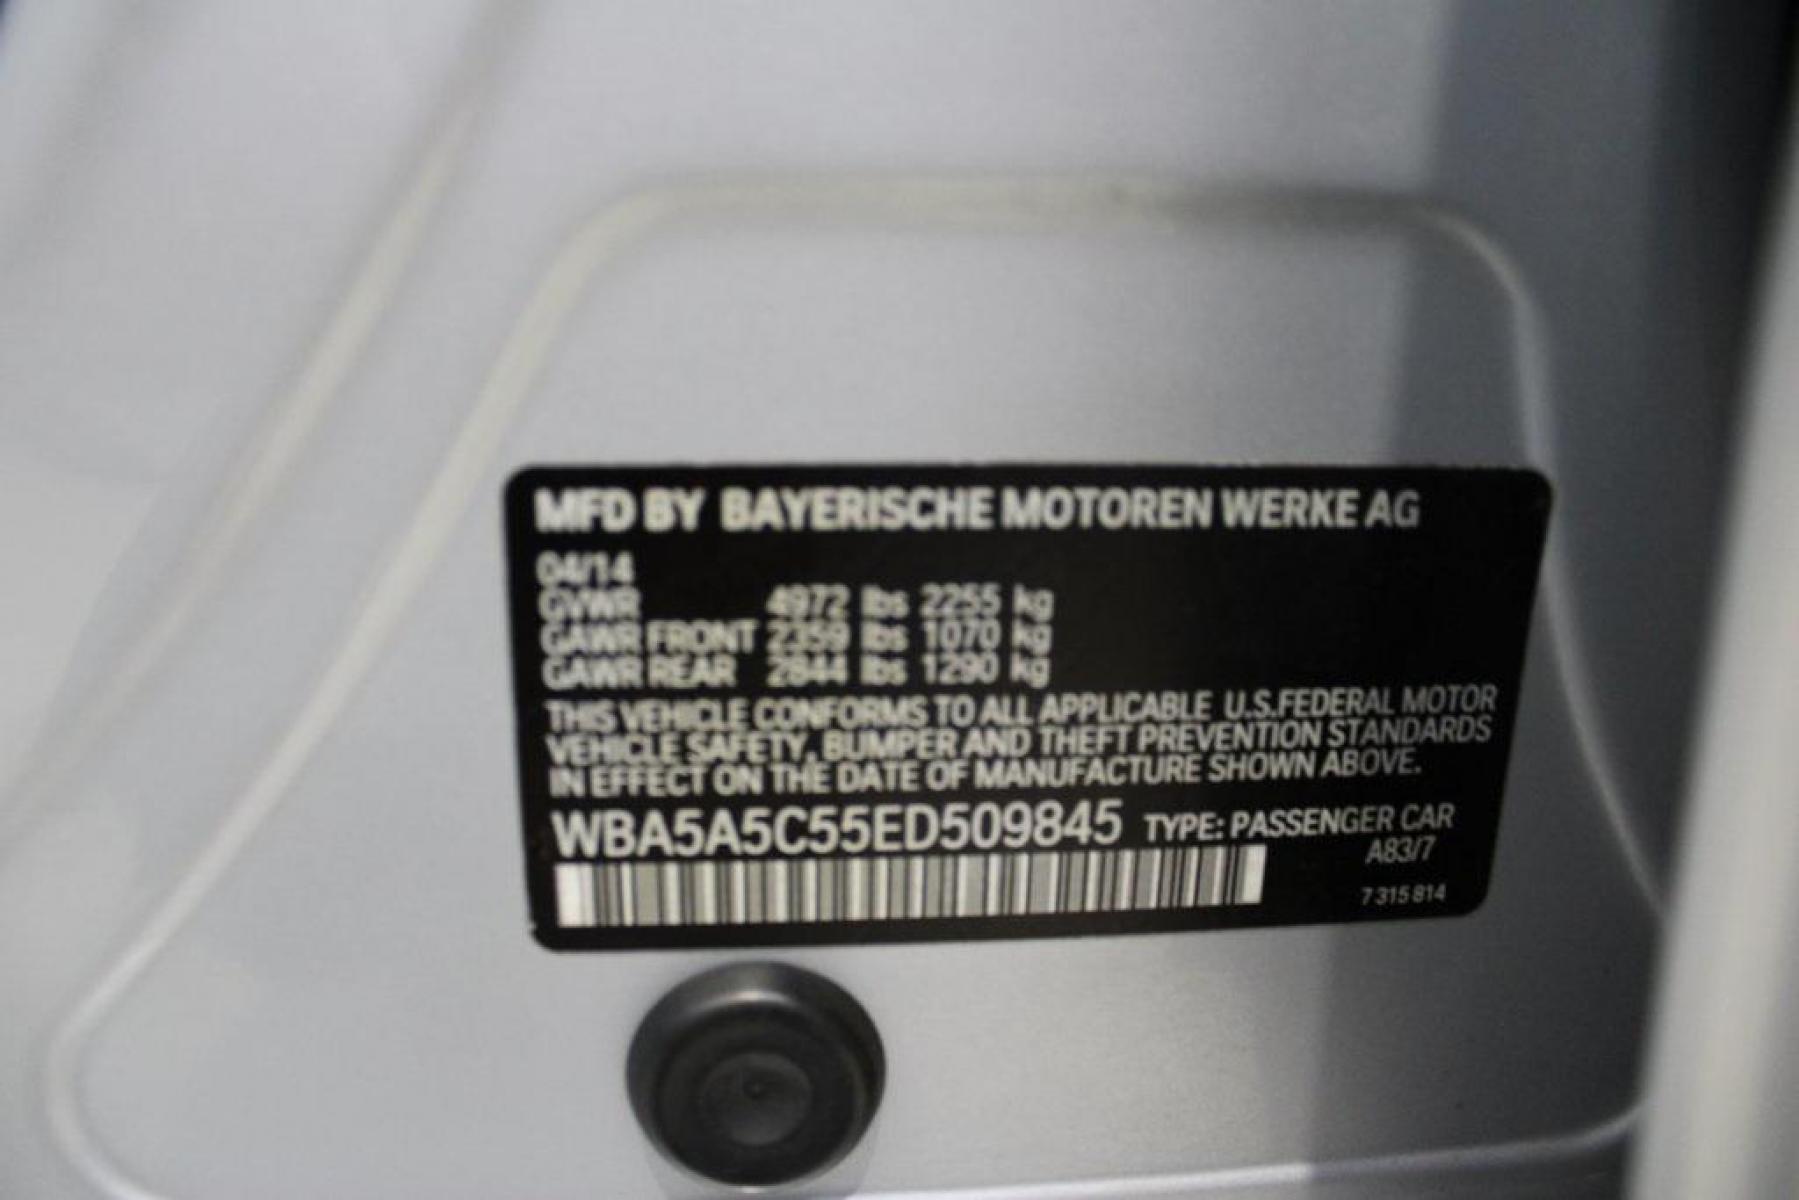 MFD BY BAYERISCHE MOTOREN WERKE AG
04/14
GVWR 4972 lbs 2255 kg
GAWR FRONT 2359 lbs 1070 kg
GAWR REAR 2844 lbs 1290 kg
THIS VEHICLE CONFORMS TO ALL APPLICABLE U.S.FEDERAL MOTOR
VEHICLE SAFETY, BUMPER AND THEFT PREVENTION STANDARDS
IN EFFECT ON THE DATE OF MANUFACTURE SHOWN ABOVE.
WBA5A5C55ED509845 TYPE: PASSENGER CAR
A83/7
7 315 814